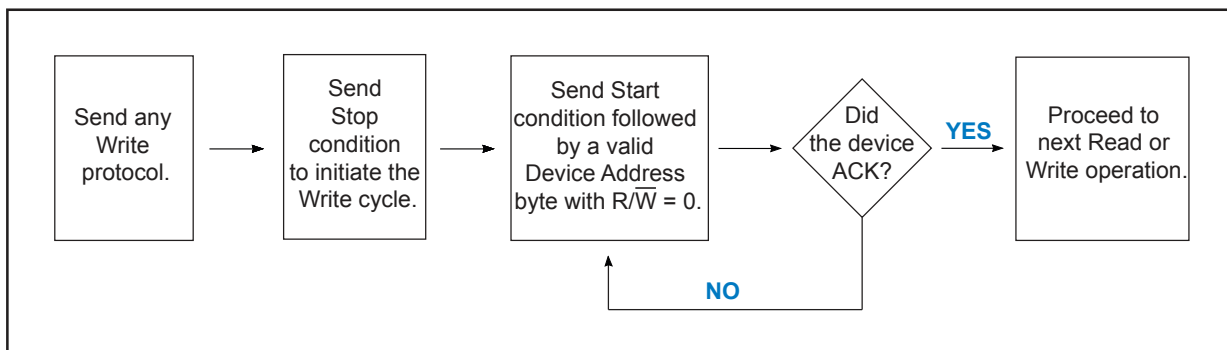 Send any
Write
protocol.
Send
Stop
condition
to initiate the
Write cycle.
Send Start
condition followed
by a valid
Device Address
byte with R/W̅ = 0.
Did
the device
ACK?
YES
Proceed to
next Read or
Write operation.
NO